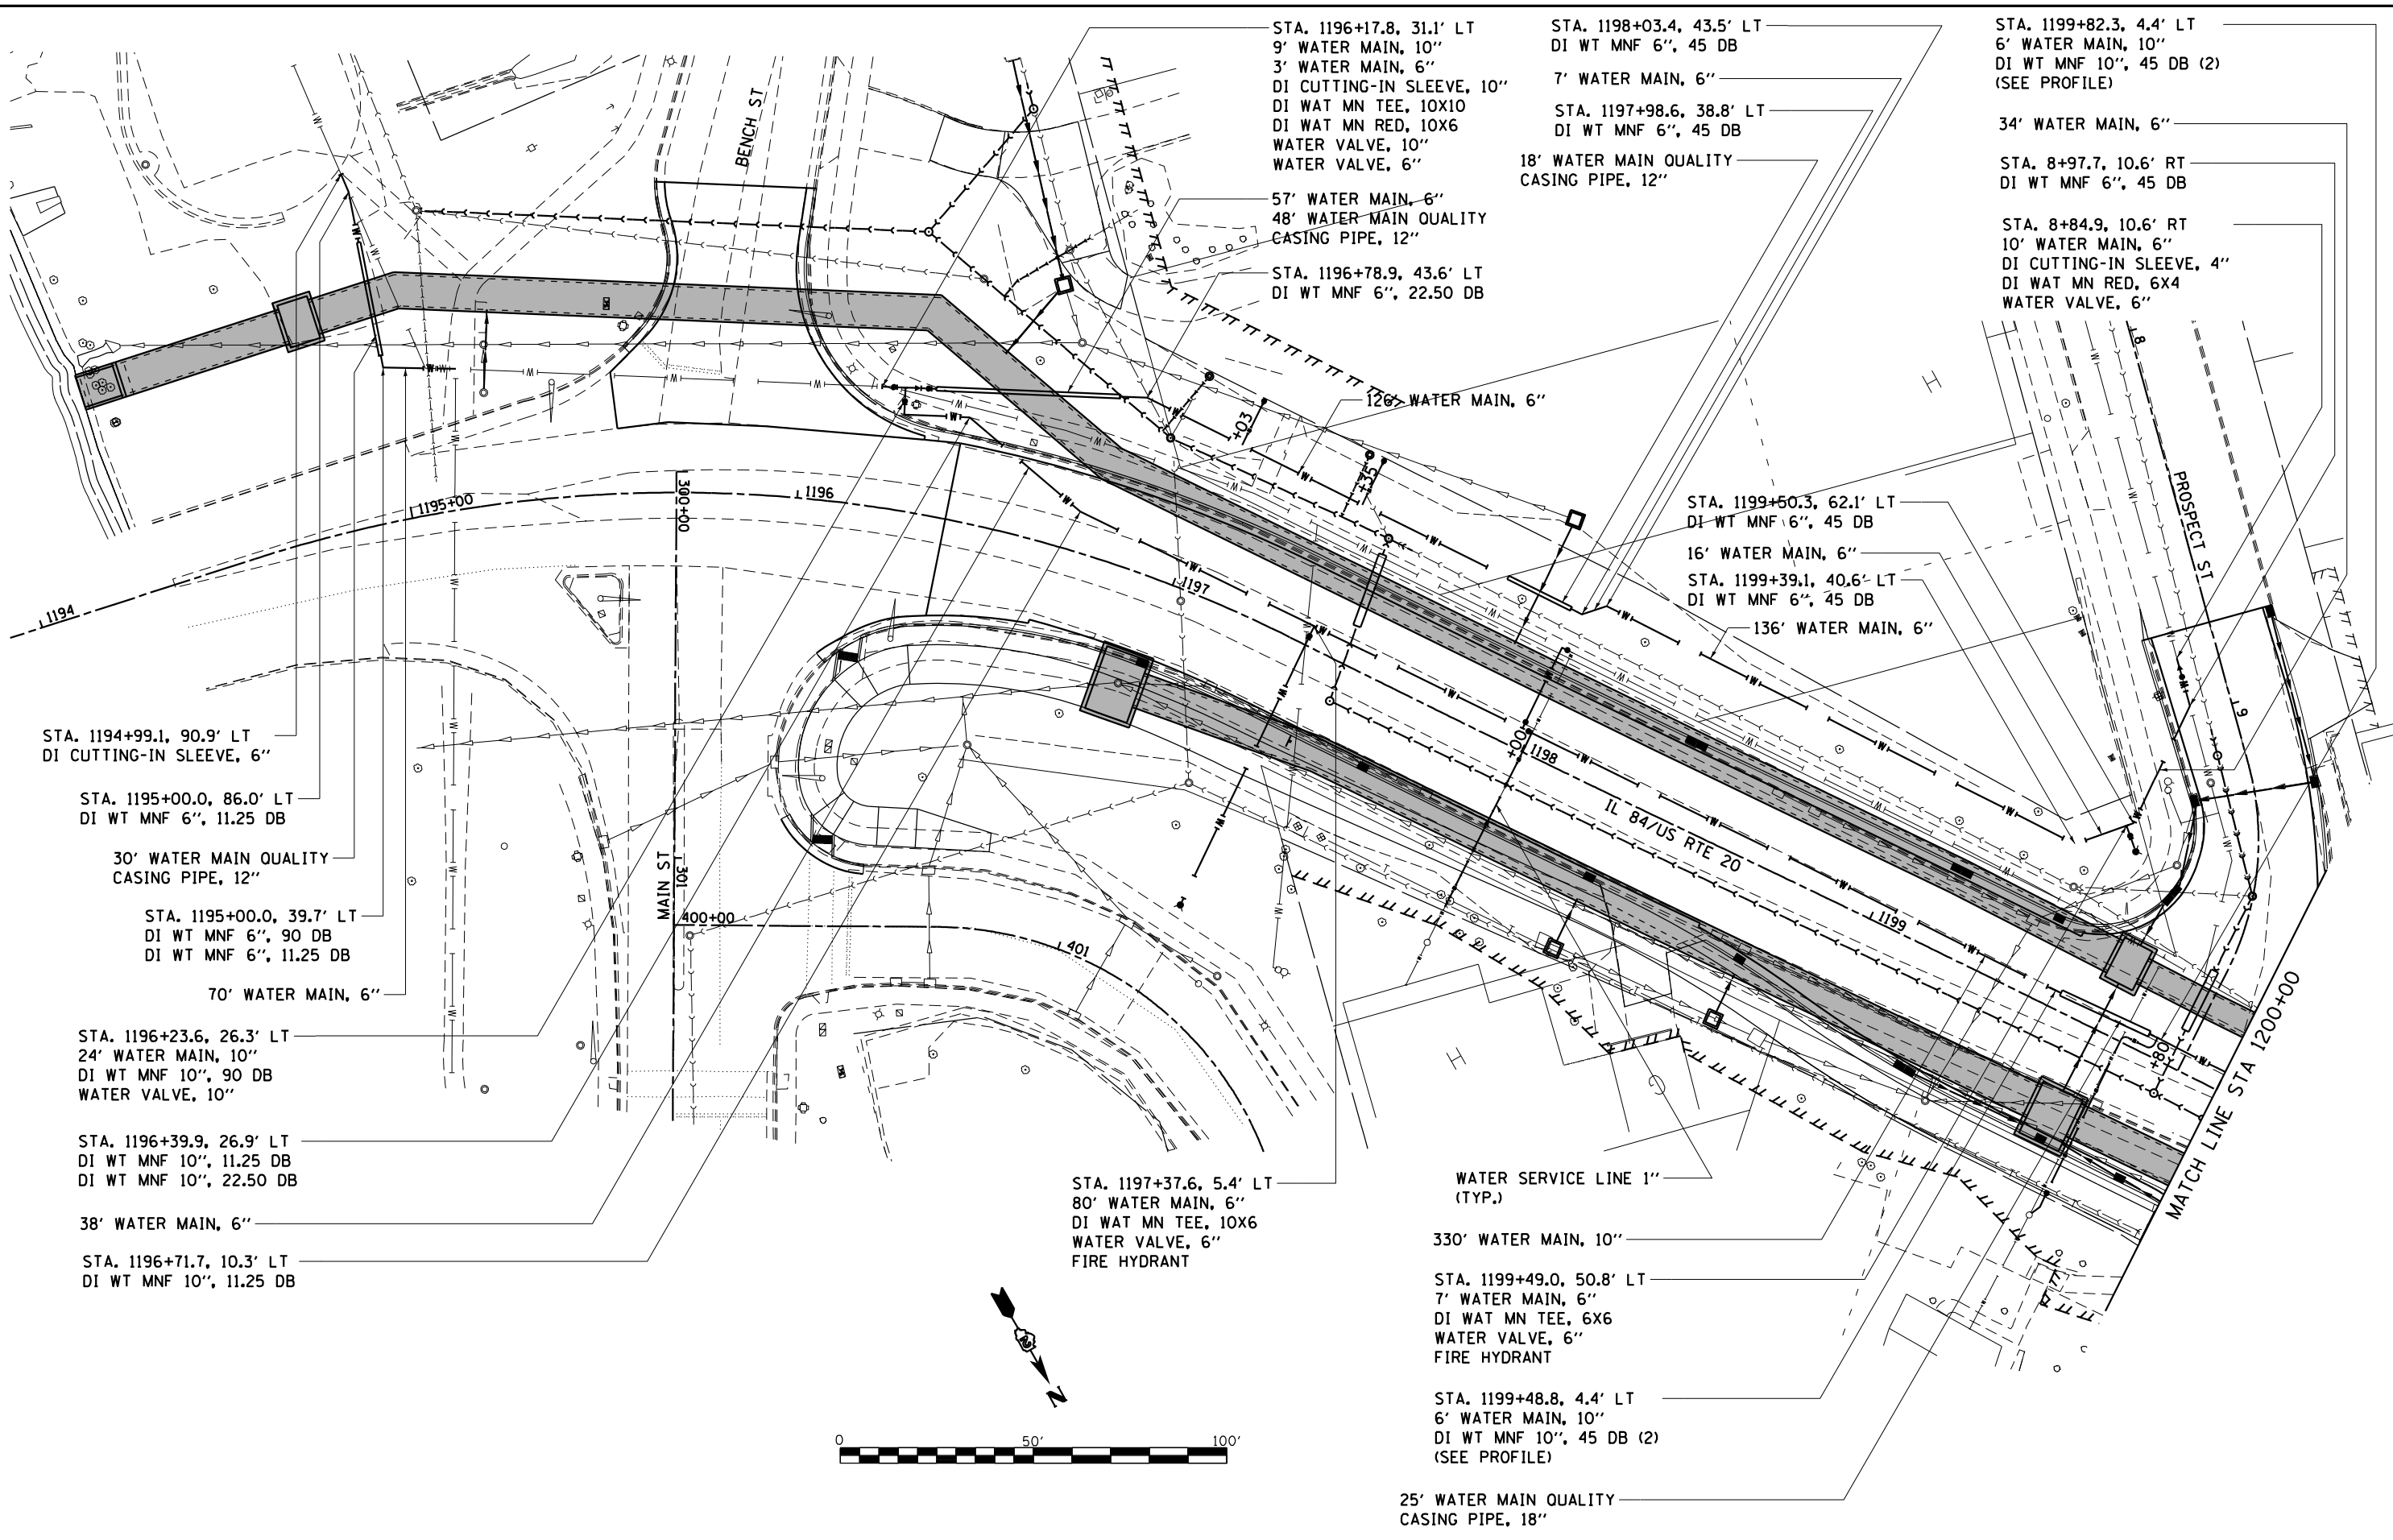 STA. 1196+17.8, 31.1' LT
9' WATER MAIN, 10''
3' WATER MAIN, 6''
DI CUTTING-IN SLEEVE, 10''
DI WAT MN TEE, 10X10
DI WAT MN RED, 10X6
WATER VALVE, 10''
WATER VALVE, 6''
57' WATER MAIN, 6''
48' WATER MAIN QUALITY
CASING PIPE, 12''
STA. 1196+78.9, 43.6' LT
DI WT MNF 6'', 22.50 DB
STA. 1198+03.4, 43.5' LT
DI WT MNF 6'', 45 DB
7' WATER MAIN, 6''
STA. 1197+98.6, 38.8' LT
DI WT MNF 6'', 45 DB
18' WATER MAIN QUALITY
CASING PIPE, 12''
STA. 1199+82.3, 4.4' LT
6' WATER MAIN, 10''
DI WT MNF 10'', 45 DB (2)
(SEE PROFILE)
34' WATER MAIN, 6''
STA. 8+97.7, 10.6' RT
DI WT MNF 6'', 45 DB
STA. 8+84.9, 10.6' RT
10' WATER MAIN, 6''
DI CUTTING-IN SLEEVE, 4''
DI WAT MN RED, 6X4
WATER VALVE, 6''
BENCH ST
126' WATER MAIN, 6''
+03
+35
8
PROSPECT ST
9
STA. 1199+50.3, 62.1' LT
DI WT MNF 6'', 45 DB
16' WATER MAIN, 6''
STA. 1199+39.1, 40.6' LT
DI WT MNF 6'', 45 DB
136' WATER MAIN, 6''
1194
1195+00
300+00
1196
1197
+00
1198
IL 84/US RTE 20
1199
+80
MATCH LINE STA 1200+00
MAIN ST
301
400+00
401
STA. 1194+99.1, 90.9' LT
DI CUTTING-IN SLEEVE, 6''
STA. 1195+00.0, 86.0' LT
DI WT MNF 6'', 11.25 DB
30' WATER MAIN QUALITY
CASING PIPE, 12''
STA. 1195+00.0, 39.7' LT
DI WT MNF 6'', 90 DB
DI WT MNF 6'', 11.25 DB
70' WATER MAIN, 6''
STA. 1196+23.6, 26.3' LT
24' WATER MAIN, 10''
DI WT MNF 10'', 90 DB
WATER VALVE, 10''
STA. 1196+39.9, 26.9' LT
DI WT MNF 10'', 11.25 DB
DI WT MNF 10'', 22.50 DB
38' WATER MAIN, 6''
STA. 1196+71.7, 10.3' LT
DI WT MNF 10'', 11.25 DB
STA. 1197+37.6, 5.4' LT
80' WATER MAIN, 6''
DI WAT MN TEE, 10X6
WATER VALVE, 6''
FIRE HYDRANT
WATER SERVICE LINE 1''
(TYP.)
330' WATER MAIN, 10''
STA. 1199+49.0, 50.8' LT
7' WATER MAIN, 6''
DI WAT MN TEE, 6X6
WATER VALVE, 6''
FIRE HYDRANT
STA. 1199+48.8, 4.4' LT
6' WATER MAIN, 10''
DI WT MNF 10'', 45 DB (2)
(SEE PROFILE)
25' WATER MAIN QUALITY
CASING PIPE, 18''
N
0 50' 100'